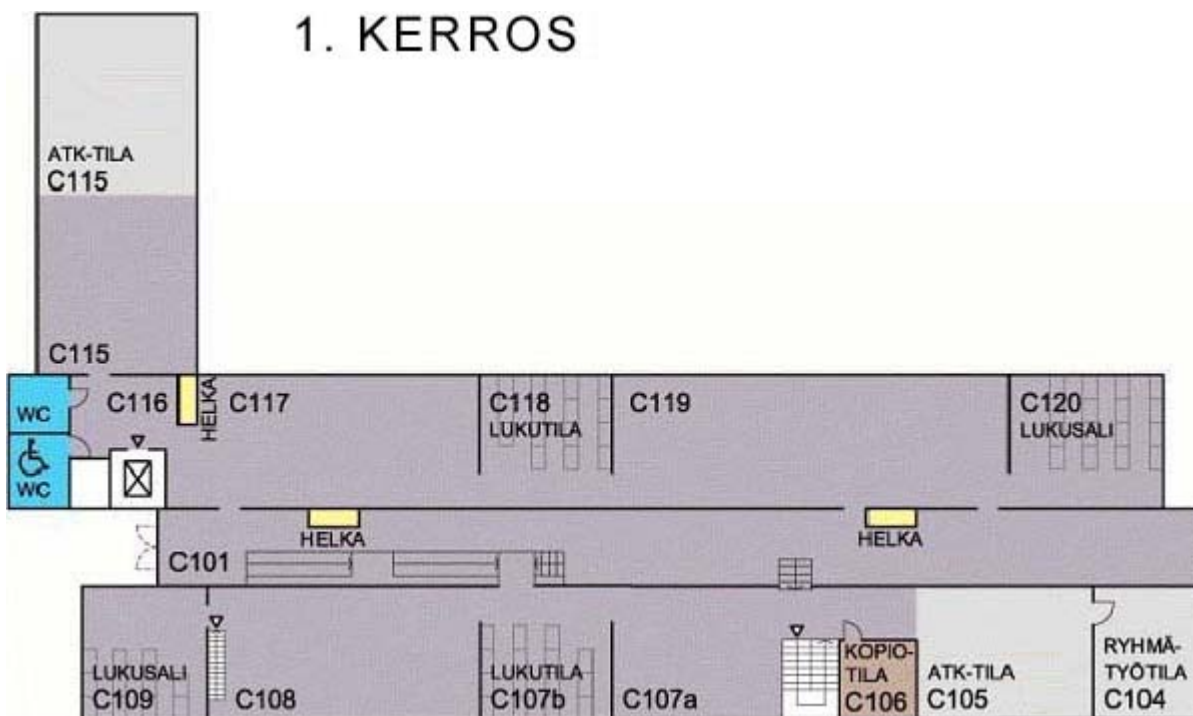 1. KERROS
ATK-TILA
C115
C115
WC
C116
HELKA
C117
C118
LUKUTILA
C119
C120
LUKUSALI
WC
HELKA
HELKA
C101
LUKUSALI
C109
C108
LUKUTILA
C107b
C107a
KOPIO-
TILA
C106
ATK-TILA
C105
RYHMÄ-
TYÖTILA
C104